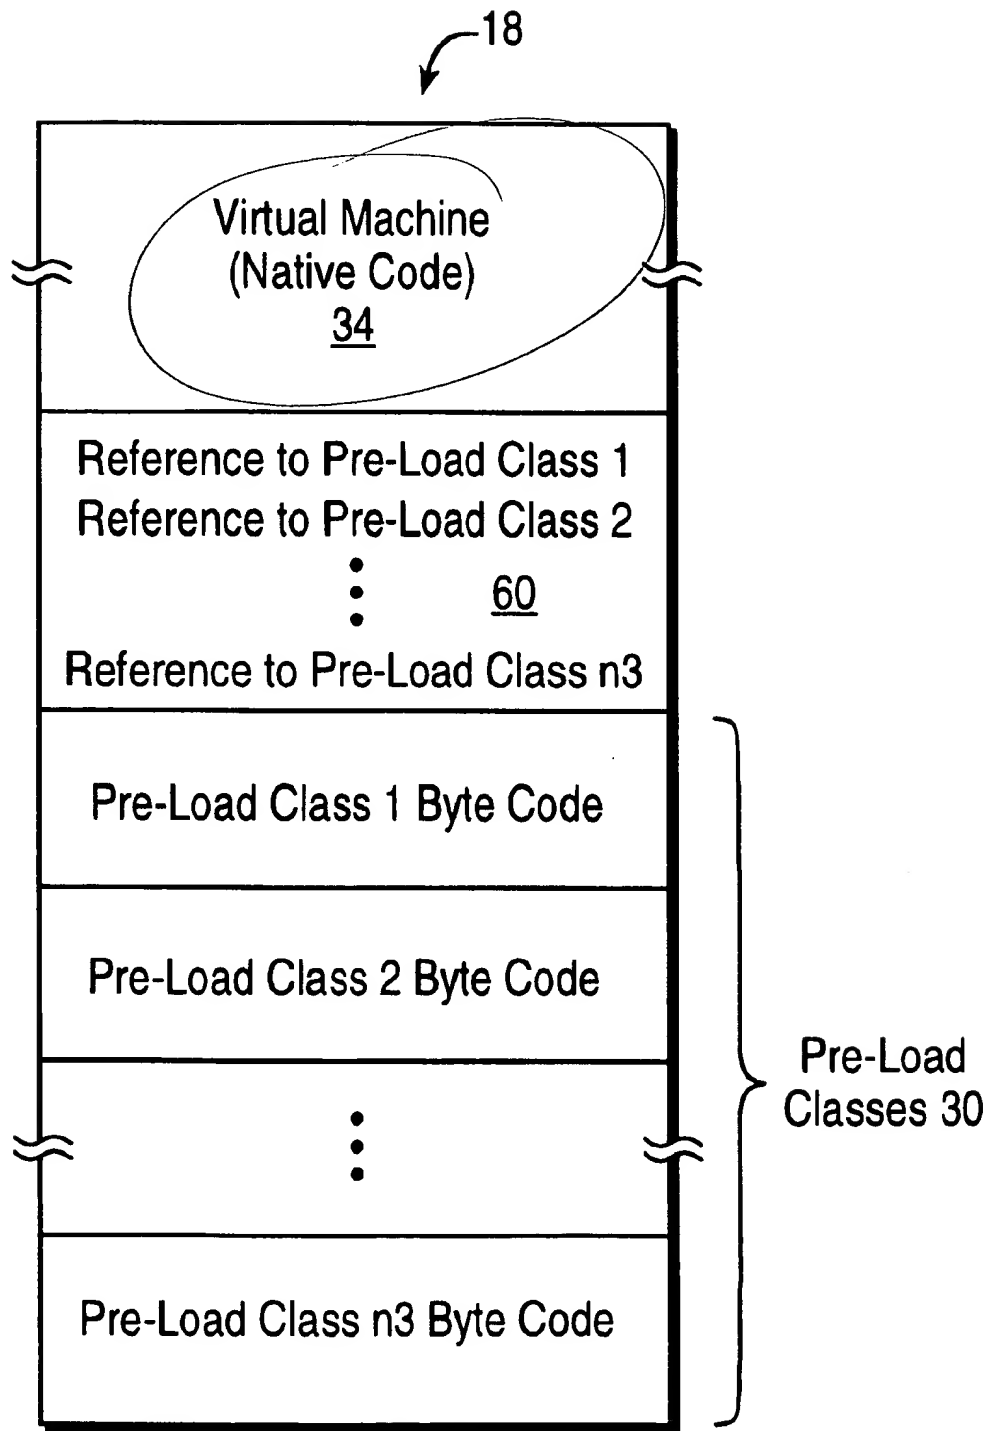 18
Virtual Machine
(Native Code)
34
Reference to Pre-Load Class 1
Reference to Pre-Load Class 2
60
Reference to Pre-Load Class n3
Pre-Load Class 1 Byte Code
Pre-Load Class 2 Byte Code
Pre-Load
Classes 30
Pre-Load Class n3 Byte Code